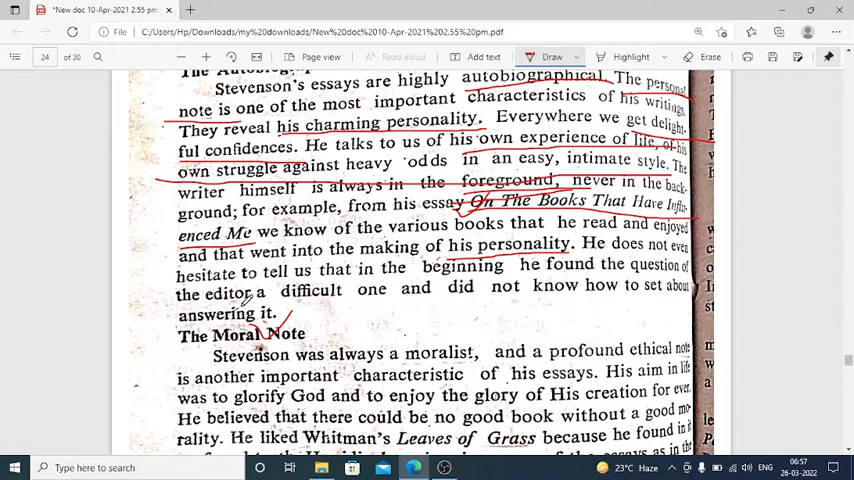 *New doc 10-Apr-2021 2.55 pm.pd
File
C:/Users/Hp/Downloads/my%20downloads/New%20doc%2010-Apr-2021%202.55%20pm.pdf
24 of 30
Page view
Read aloud
Add text
Draw
Highlight
Erase
Stevenson's essays are highly autobiographical. The personal
note is one of the most important characteristics of his writings.
They reveal his charming personality. Everywhere we get delight-
ful confidences. He talks to us of his own experience of life, of his
own struggle against heavy odds in an easy, intimate style. The
writer himself is always in the foreground, never in the back-
ground; for example, from his essay On The Books That Have Influ-
enced Me we know of the various books that he read and enjoyed
and that went into the making of his personality. He does not even
hesitate to tell us that in the beginning he found the question of
the editor a difficult one and did not know how to set about
answering it.
The Moral Note
Stevenson was always a moralist, and a profound ethical note
is another important characteristic of his essays. His aim in life
was to glorify God and to enjoy the glory of His creation for ever.
He believed that there could be no good book without a good mo-
rality. He liked Whitman's Leaves of Grass because he found in it
Type here to search
23°C Haze
ENG
06:57
26-03-2022